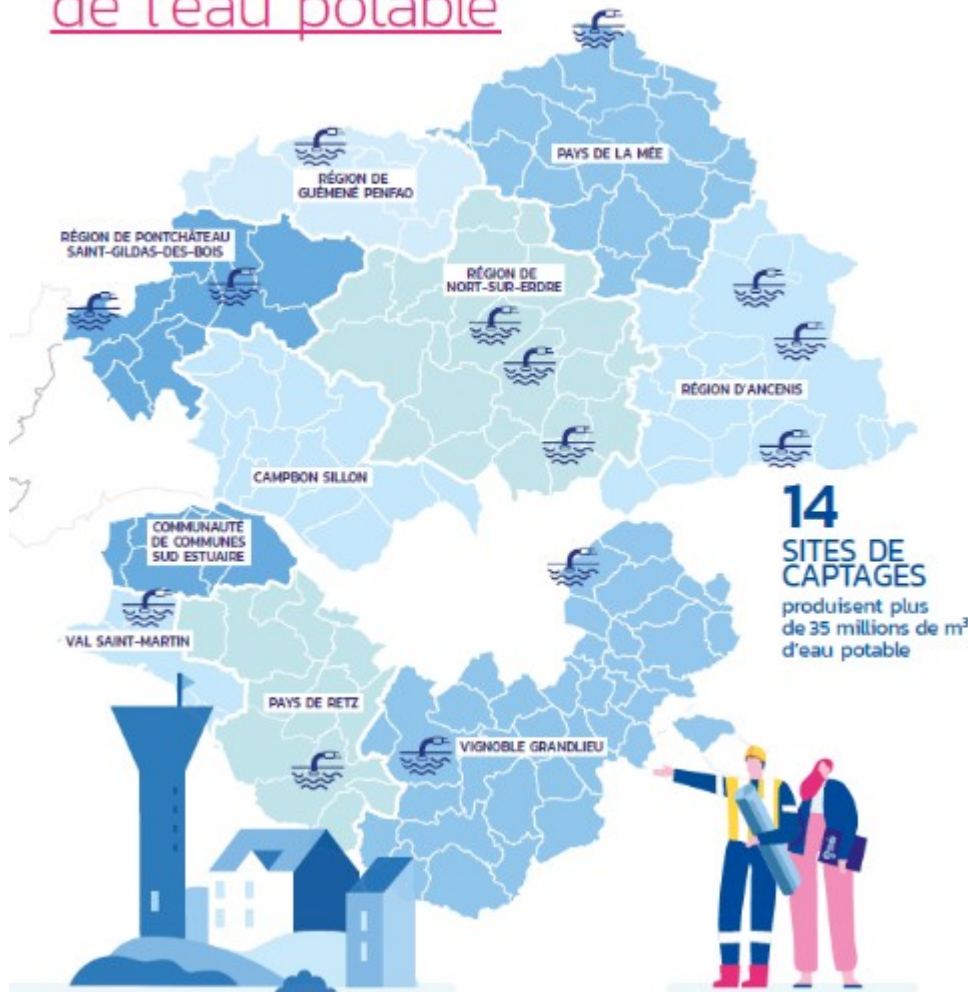 de l'eau potable
PAYS DE LA MÉE
RÉGION DE
GUÉMENÉ PENFAO
RÉGION DE PONTCHÂTEAU
SAINT-GILDAS-DES-BOIS
RÉGION DE
NORT-SUR-ERDRE
RÉGION D'ANCENIS
CAMPBON SILLON
14
SITES DE
CAPTAGES
produisent plus
de 35 millions de m³
d'eau potable
COMMUNAUTÉ
DE COMMUNES
SUD ESTUAIRE
VAL SAINT-MARTIN
PAYS DE RETZ
VIGNOBLE GRANDLIEU